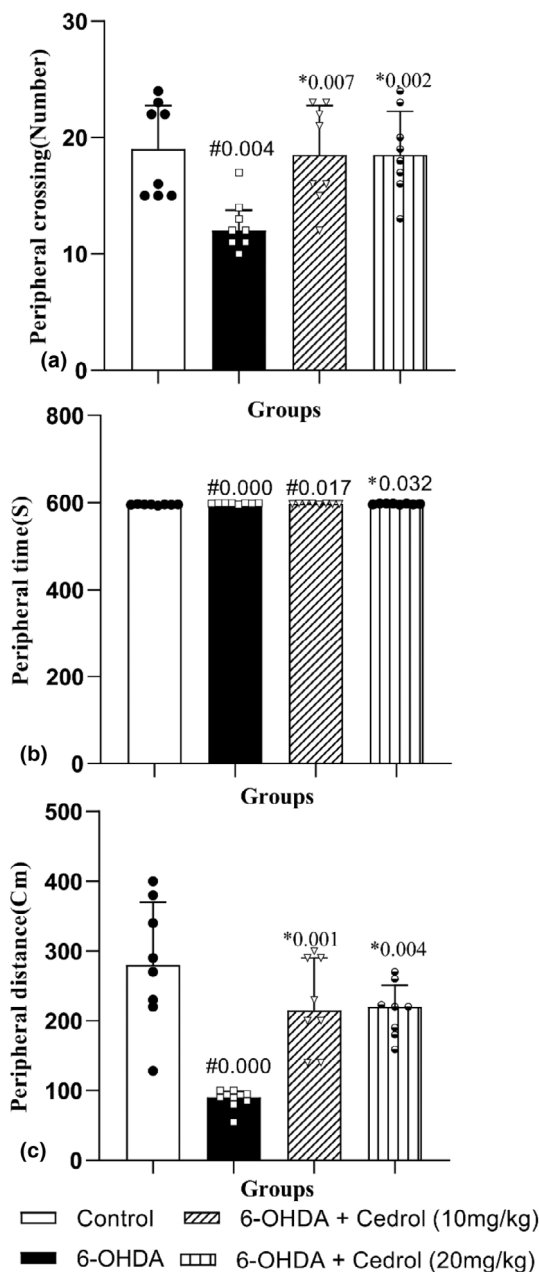 30
20
10
0
Peripheral crossing(Number)
#0.004
*0.007
*0.002
(a)
Groups
800
600
400
200
0
Peripheral time(S)
#0.000
#0.017
*0.032
(b)
Groups
500
400
300
200
100
0
Peripheral distance(Cm)
#0.000
*0.001
*0.004
(c)
Groups
Control
6-OHDA + Cedrol (10mg/kg)
6-OHDA
6-OHDA + Cedrol (20mg/kg)